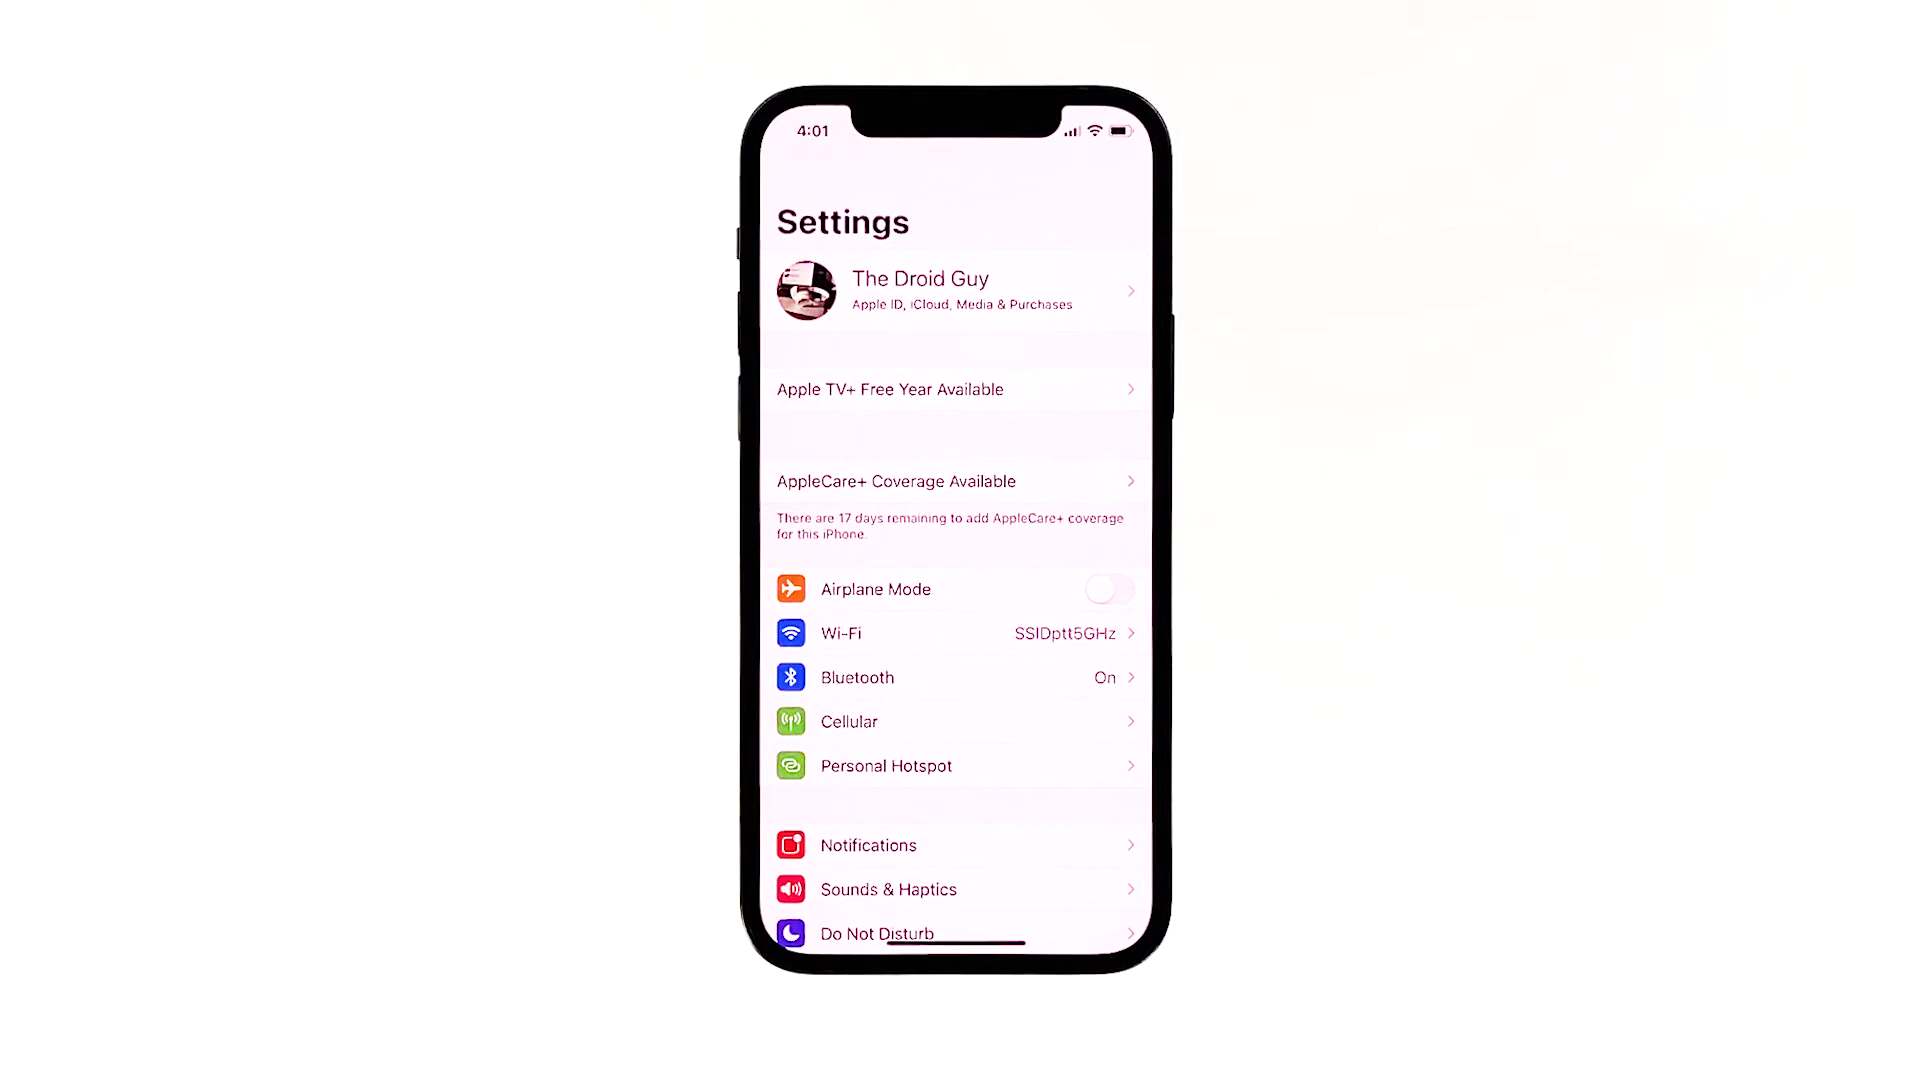 4:01
Settings
The Droid Guy
Apple ID, iCloud, Media & Purchases
Apple TV+ Free Year Available
AppleCare+ Coverage Available
There are 17 days remaining to add AppleCare+ coverage
for this iPhone.
Airplane Mode
Wi-Fi SSIDptt5GHz
Bluetooth On
Cellular
Personal Hotspot
Notifications
Sounds & Haptics
Do Not Disturb